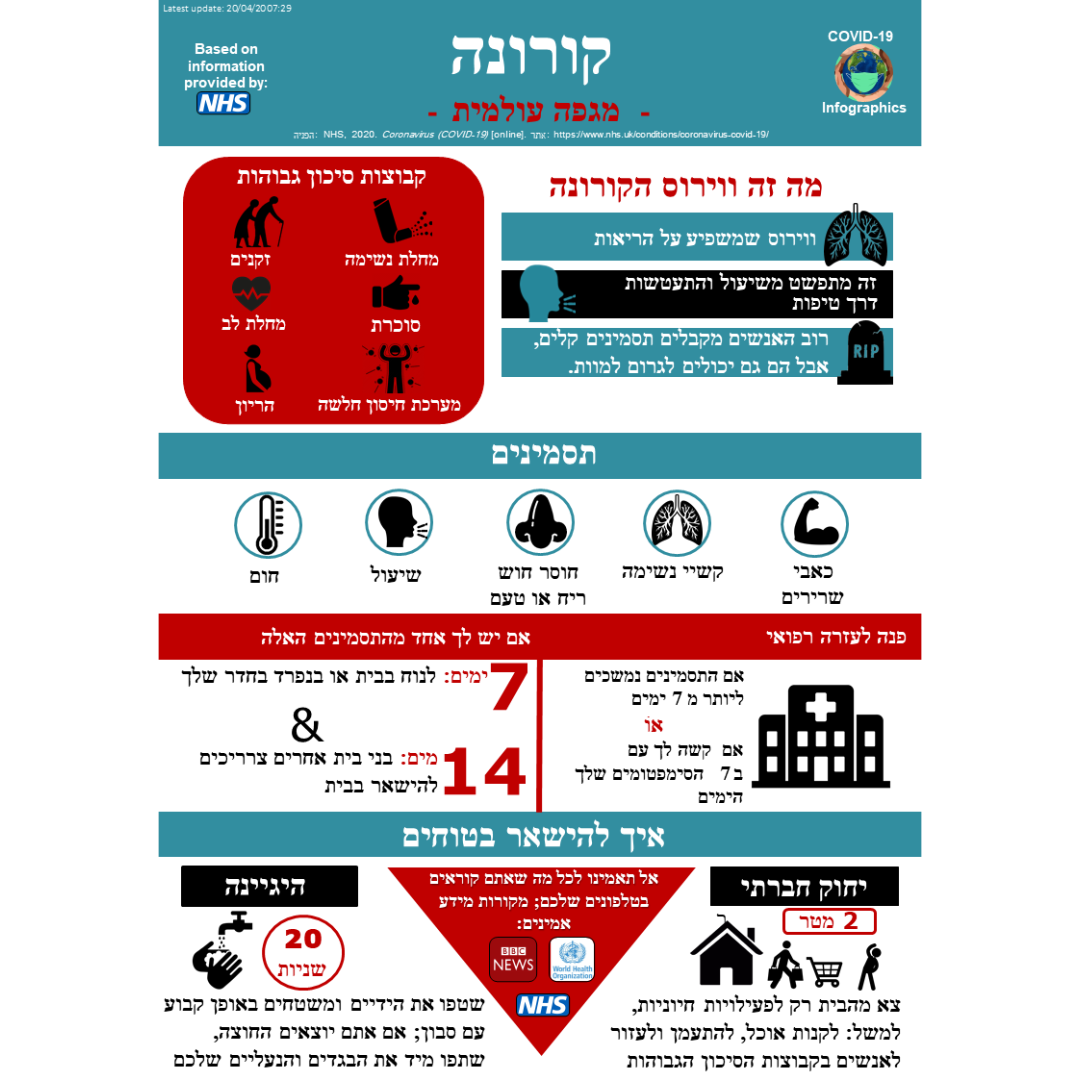 Latest update: 20/04/2007:29
Based on
information
provided by:
NHS
קורונה
- מגפה עולמית -
הפניה: NHS, 2020. Coronavirus (COVID-19) [online]. אתר: https://www.nhs.uk/conditions/coronavirus-covid-19/
COVID-19
Infographics
מה זה ווירוס הקורונה
ווירוס שמשפיע על הריאות
זה מתפשט משיעול והתעטשות
דרך טיפות
רוב האנשים מקבלים תסמינים קלים,
אבל הם גם יכולים לגרום למוות.
RIP
קבוצות סיכון גבוהות
מחלת נשימה
זקנים
סוכרת
מחלת לב
מערכת חיסון חלשה
הריון
תסמינים
כאבי
שרירים
קשיי נשימה
חוסר חוש
ריח או טעם
שיעול
חום
פנה לעזרה רפואי
אם התסמינים נמשכים
ליותר מ 7 ימים
או
אם קשה לך עם
הסימפטומים שלך ב 7
הימים
אם יש לך אחד מהתסמינים האלה
7 ימים: לנוח בבית או בנפרד בחדר שלך
&
14 מים: בני בית אחרים צרריכים
להישאר בבית
איך להישאר בטוחים
יחוק חברתי
2 מטר
צא מהבית רק לפעילויות חיוניות,
למשל: לקנות אוכל, להתעמן ולעזור
לאנשים בקבוצות הסיכון הגבוהות
אל תאמינו לכל מה שאתם קוראים
בטלפונים שלכם; מקורות מידע
אמינים:
BBC
NEWS
World Health
Organization
NHS
היגיינה
20
שניות
שטפו את הידיים ומשטחים באופן קבוע
עם סבוך; אם אתם יוצאים החוצה,
שתפו מיד את הבגדים והנעליים שלכם